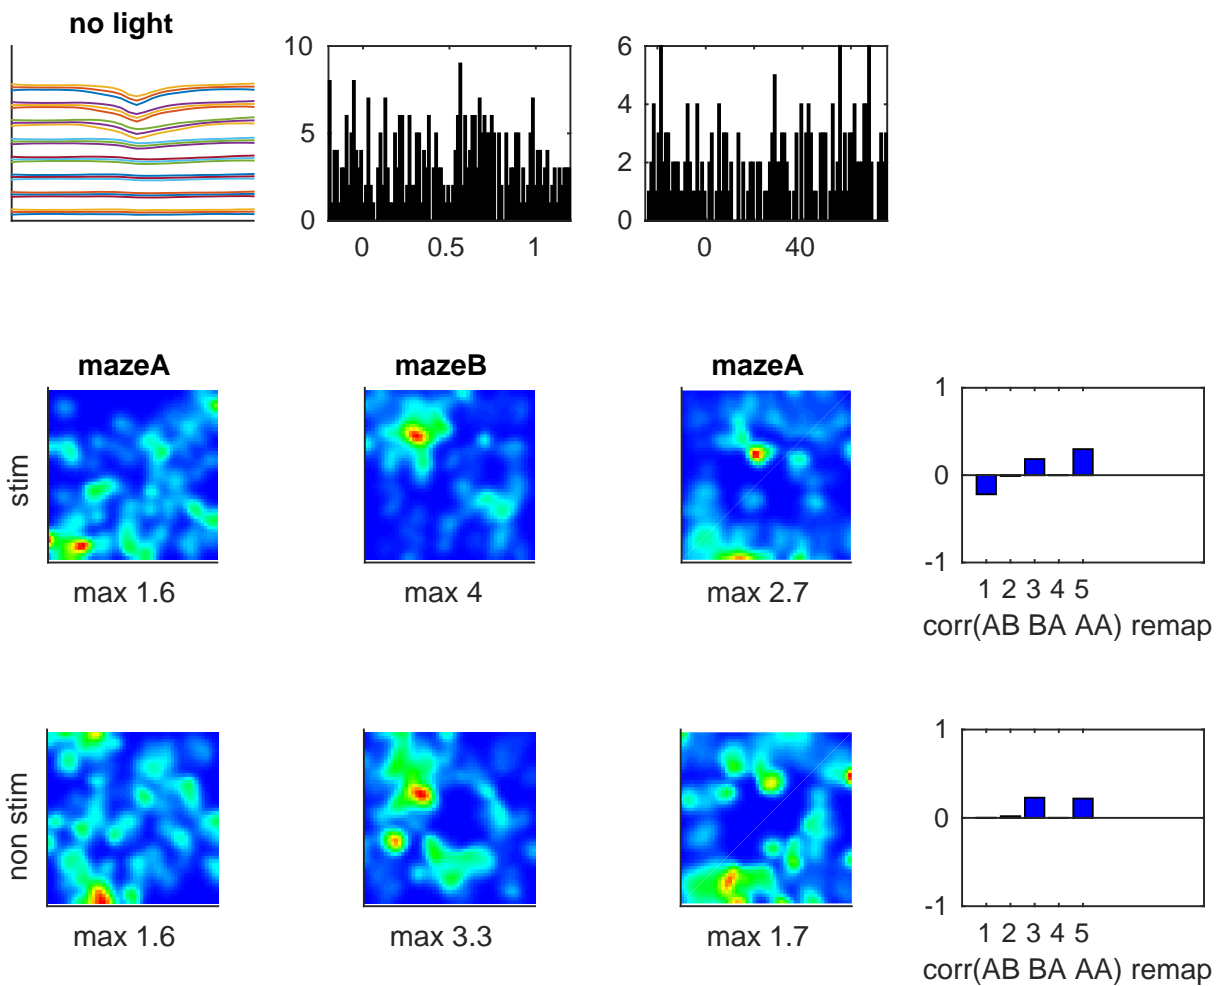 no light
10
5
0
0 0.5 1
6
4
2
0
0 40
mazeA mazeB mazeA
stim
max 1.6 max 4 max 2.7
1
0
-1
1 2 3 4 5
corr(AB BA AA) remap
non stim
max 1.6 max 3.3 max 1.7
1
0
-1
1 2 3 4 5
corr(AB BA AA) remap